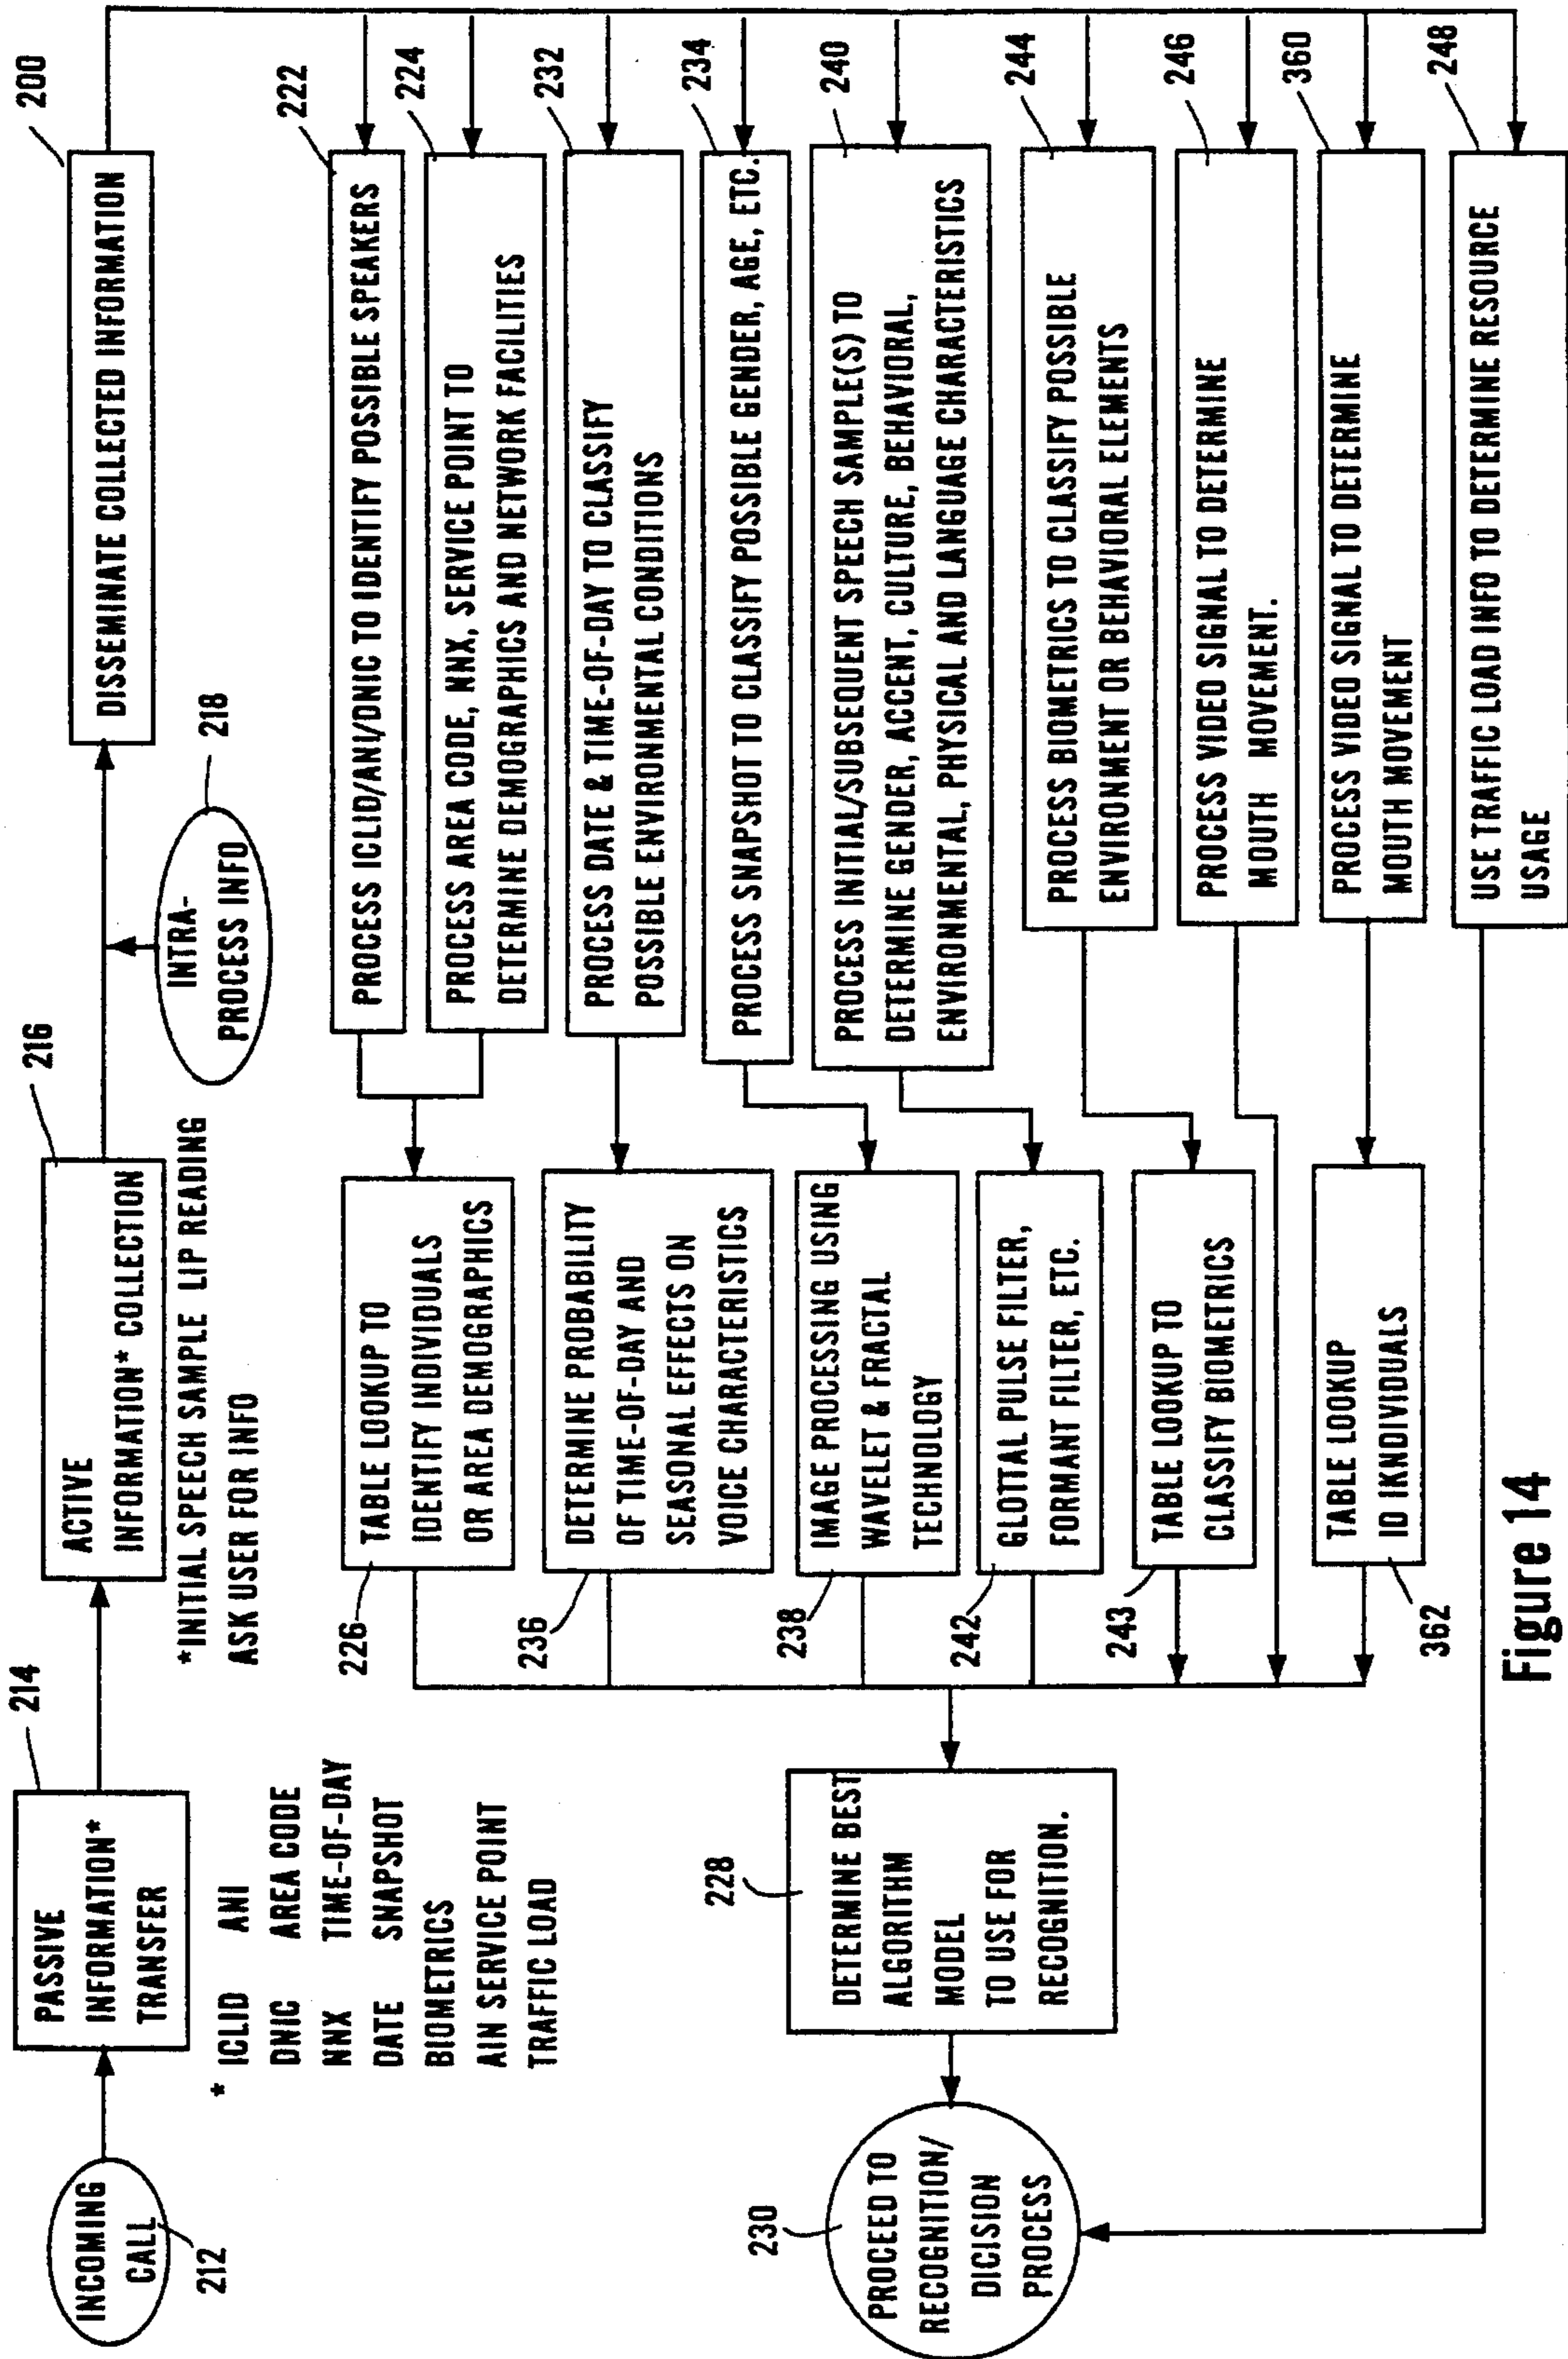 INCOMING
CALL
212
PASSIVE
INFORMATION*
TRANSFER
214
* ICLID ANI
DNIC AREA CODE
NNX TIME-OF-DAY
DATE SNAPSHOT
BIOMETRICS
AIN SERVICE POINT
TRAFFIC LOAD
ACTIVE
INFORMATION* COLLECTION
216
*INITIAL SPEECH SAMPLE LIP READING
ASK USER FOR INFO
INTRA-
PROCESS INFO
218
DISSEMINATE COLLECTED INFORMATION
200
PROCESS ICLID/ANI/DNIC TO IDENTIFY POSSIBLE SPEAKERS
222
PROCESS AREA CODE, NNX, SERVICE POINT TO
DETERMINE DEMOGRAPHICS AND NETWORK FACILITIES
224
TABLE LOOKUP TO
IDENTIFY INDIVIDUALS
OR AREA DEMOGRAPHICS
226
PROCESS DATE & TIME-OF-DAY TO CLASSIFY
POSSIBLE ENVIRONMENTAL CONDITIONS
232
DETERMINE PROBABILITY
OF TIME-OF-DAY AND
SEASONAL EFFECTS ON
VOICE CHARACTERISTICS
236
PROCESS SNAPSHOT TO CLASSIFY POSSIBLE GENDER, AGE, ETC.
234
IMAGE PROCESSING USING
WAVELET & FRACTAL
TECHNOLOGY
238
PROCESS INITIAL/SUBSEQUENT SPEECH SAMPLE(S) TO
DETERMINE GENDER, ACCENT, CULTURE, BEHAVIORAL,
ENVIRONMENTAL, PHYSICAL AND LANGUAGE CHARACTERISTICS
240
GLOTTAL PULSE FILTER,
FORMANT FILTER, ETC.
242
PROCESS BIOMETRICS TO CLASSIFY POSSIBLE
ENVIRONMENT OR BEHAVIORAL ELEMENTS
244
TABLE LOOKUP TO
CLASSIFY BIOMETRICS
243
PROCESS VIDEO SIGNAL TO DETERMINE
MOUTH MOVEMENT.
246
PROCESS VIDEO SIGNAL TO DETERMINE
MOUTH MOVEMENT
360
TABLE LOOKUP
ID IKNDIVIDUALS
362
USE TRAFFIC LOAD INFO TO DETERMINE RESOURCE
USAGE
248
DETERMINE BEST
ALGORITHM
MODEL
TO USE FOR
RECOGNITION.
228
PROCEED TO
RECOGNITION/
DICISION
PROCESS
230
Figure 14